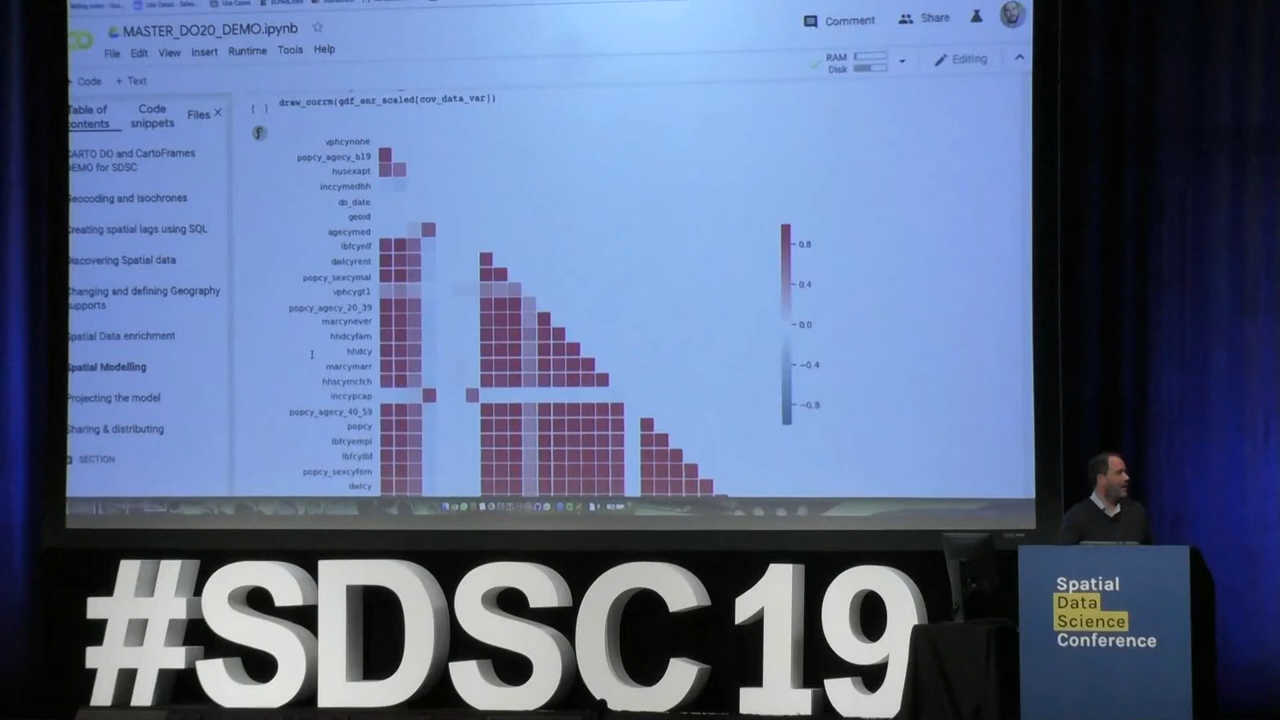 MASTER_DO20_DEMO.ipynb
Comment
Share
File Edit View Insert Runtime Tools Help
RAM
Disk
Editing
Code + Text
Table of
contents
Code
snippets
Files
CARTO DO and CartoFrames
DEMO for SDSC
Geocoding and Isochrones
Creating spatial lags using SQL
Discovering Spatial data
Changing and defining Geography
supports
Spatial Data enrichment
Spatial Modelling
Projecting the model
Sharing & distributing
SECTION
[ ] draw_corrm(gdf_enr_scaled[cov_data_var])
vphcynone
popcy_agecy_b19
husexapt
inccymedhh
do_date
geoid
agecymed
lbfcynlf
dwlcyrent
popcy_sexcymal
vphcygt1
popcy_agecy_20_39
marcynever
hhdcyfam
hhdcy
marcymarr
hhscymcfch
inccypcap
popcy_agecy_40_59
popcy
lbfcyempl
lbfcylbf
popcy_sexcyfem
dwlcy
0.8
0.4
0.0
−0.4
−0.8
#SDSC19
Spatial
Data
Science
Conference